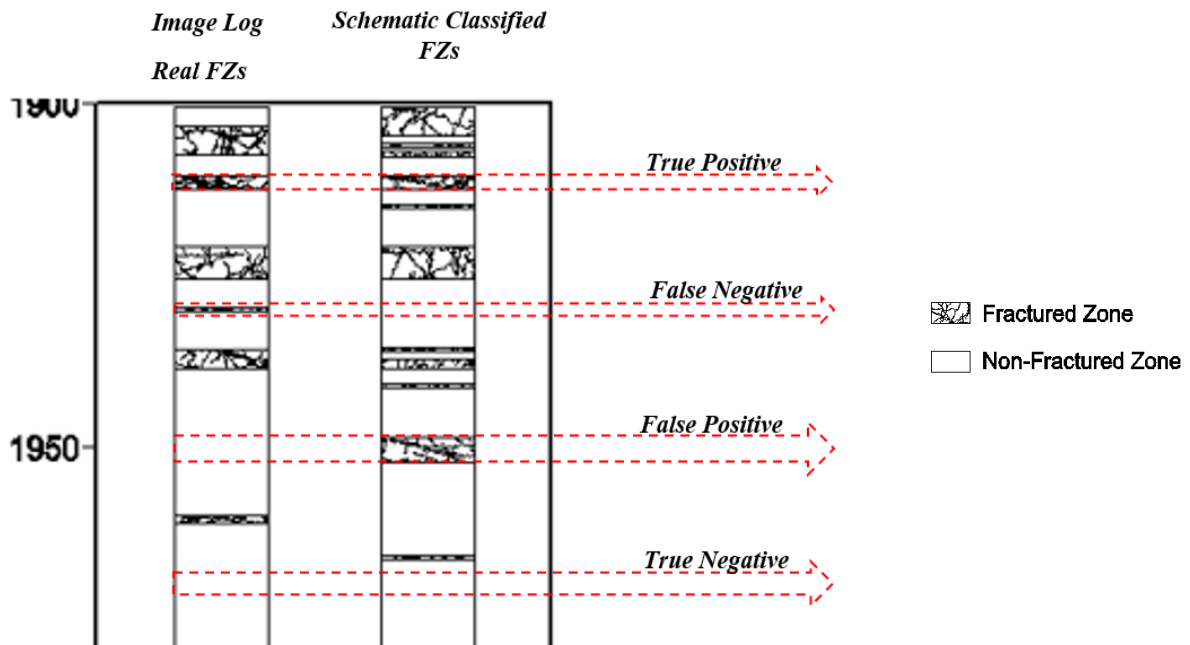 Image Log
Real FZs
Schematic Classified
FZs
1900
True Positive
False Negative
Fractured Zone
Non-Fractured Zone
False Positive
1950
True Negative